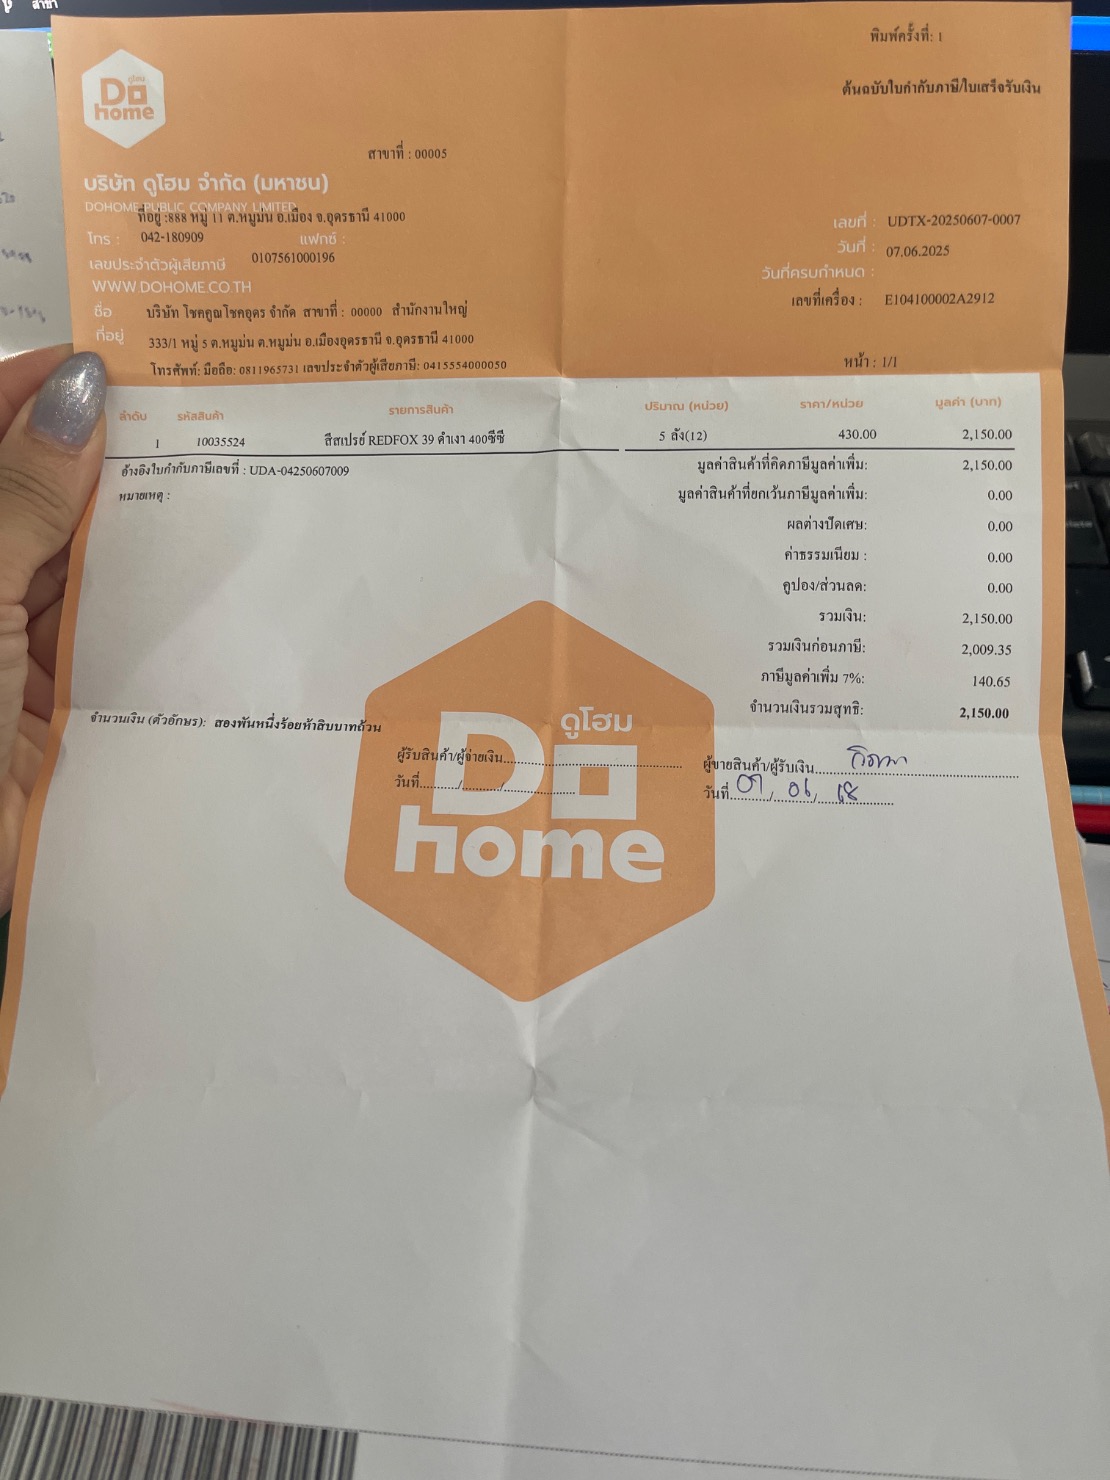 สาขา
พิมพ์ครั้งที่: 1
ต้นฉบับใบกำกับภาษี/ใบเสร็จรับเงิน
ดูโฮม
Do
home
สาขาที่ : 00005
บริษัท ดูโฮม จำกัด (มหาชน)
DOHOME PUBLIC COMPANY LIMITED
ที่อยู่ :888 หมู่ 11 ต.หมูม่น อ.เมือง จ.อุดรธานี 41000
โทร : 042-180909 แฟกซ์ :
เลขประจำตัวผู้เสียภาษี 0107561000196
WWW.DOHOME.CO.TH
เลขที่ : UDTX-20250607-0007
วันที่ : 07.06.2025
วันที่ครบกำหนด :
เลขที่เครื่อง : E104100002A2912
ชื่อ บริษัท โชคคูณโชคอุดร จำกัด สาขาที่ : 00000 สำนักงานใหญ่
ที่อยู่ 333/1 หมู่ 5 ต.หมูม่น ต.หมูม่น อ.เมืองอุดรธานี จ.อุดรธานี 41000
โทรศัพท์: มือถือ: 0811965731 เลขประจำตัวผู้เสียภาษี: 0415554000050
หน้า : 1/1
ลำดับ รหัสสินค้า รายการสินค้า ปริมาณ (หน่วย) ราคา/หน่วย มูลค่า (บาท)
1 10035524 สีสเปรย์ REDFOX 39 ดำเงา 400ซีซี 5 ลัง(12) 430.00 2,150.00
อ้างอิงใบกำกับภาษีเลขที่ : UDA-04250607009
หมายเหตุ :
มูลค่าสินค้าที่คิดภาษีมูลค่าเพิ่ม: 2,150.00
มูลค่าสินค้าที่ยกเว้นภาษีมูลค่าเพิ่ม: 0.00
ผลต่างปัดเศษ: 0.00
ค่าธรรมเนียม : 0.00
คูปอง/ส่วนลด: 0.00
รวมเงิน: 2,150.00
รวมเงินก่อนภาษี: 2,009.35
ภาษีมูลค่าเพิ่ม 7%: 140.65
จำนวนเงินรวมสุทธิ: 2,150.00
จำนวนเงิน (ตัวอักษร): สองพันหนึ่งร้อยห้าสิบบาทถ้วน
ดูโฮม
Do
home
ผู้รับสินค้า/ผู้จ่ายเงิน
วันที่ / /
ผู้ขายสินค้า/ผู้รับเงิน
วันที่ 07 / 06 / 68